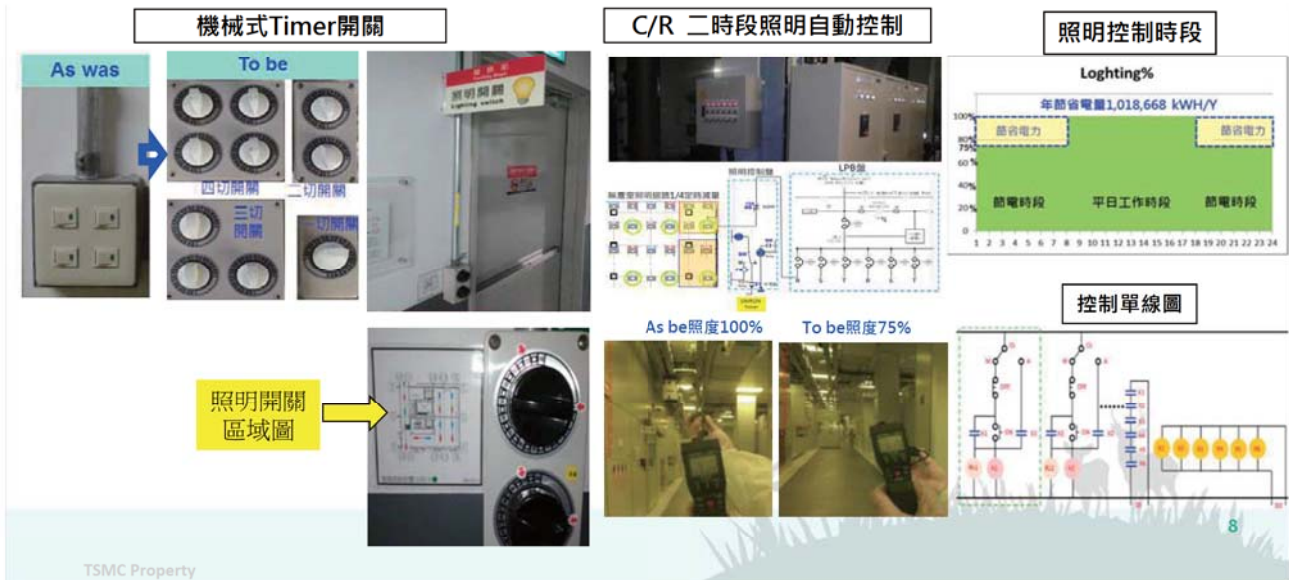 機械式Timer開關
As was
To be
四切開關
二切開關
三切
開關
一切開關
照明開關
Lighting switch
照明開關
區域圖
C/R 二時段照明自動控制
LPB盤
照明控制盤
As be照度100%
To be照度75%
照明控制時段
Loghting%
年節省電量1,018,668 kWH/Y
100%
80%
75%
60%
40%
20%
0%
節省電力
節省電力
節電時段
平日工作時段
節電時段
1 2 3 4 5 6 7 8 9 10 11 12 13 14 15 16 17 18 19 20 21 22 23 24
控制單線圖
8
TSMC Property